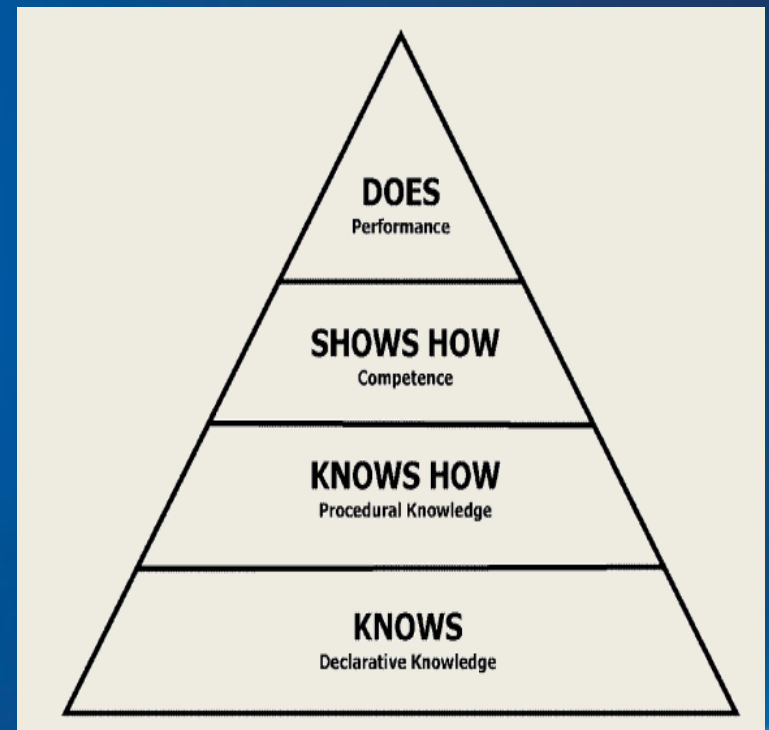 DOES
Performance
SHOWS HOW
Competence
KNOWS HOW
Procedural Knowledge
KNOWS
Declarative Knowledge